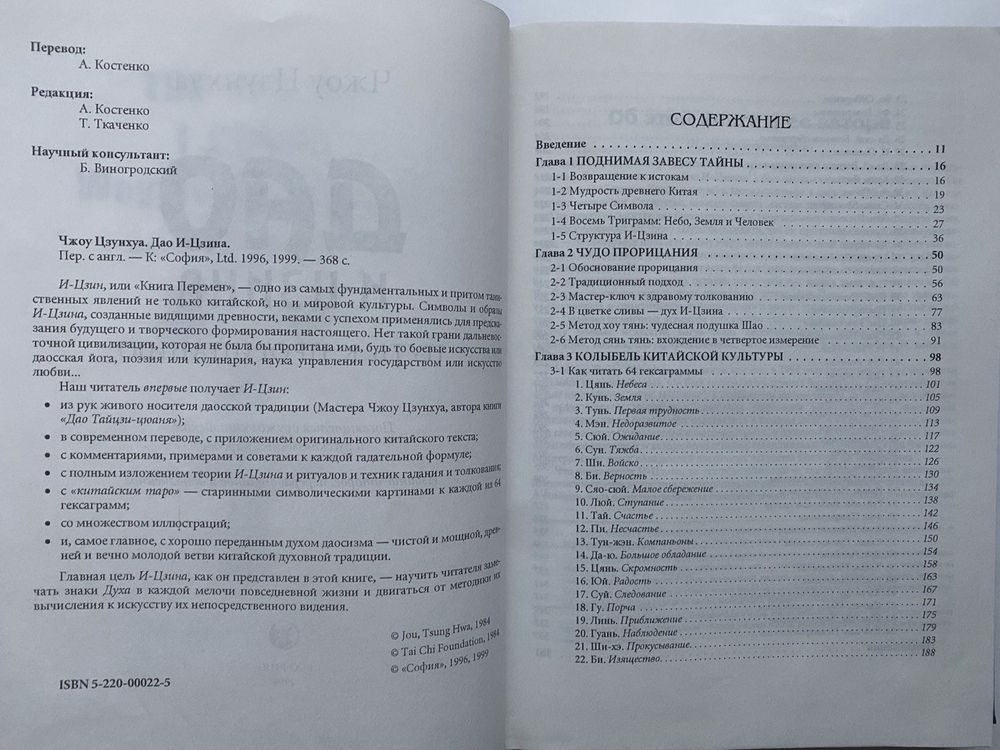 Перевод:
А. Костенко
Редакция:
А. Костенко
Т. Ткаченко
Научный консультант:
Б. Виногродский
Чжоу Цзунхуа. Дао И-Цзина.
Пер. с англ. — К: «София», Ltd. 1996, 1999. — 368 с.
И-Цзин, или «Книга Перемен», — одно из самых фундаментальных и притом таин-
ственных явлений не только китайской, но и мировой культуры. Символы и образы
И-Цзина, созданные видящими древности, веками с успехом применялись для предска-
зания будущего и творческого формирования настоящего. Нет такой грани дальневос-
точной цивилизации, которая не была бы пропитана ими, будь то боевые искусства или
даосская йога, поэзия или кулинария, наука управления государством или искусство
любви...
Наш читатель впервые получает И-Цзин:
• из рук живого носителя даосской традиции (Мастера Чжоу Цзунхуа, автора книги
«Дао Тайцзи-цюаня»);
• в современном переводе, с приложением оригинального китайского текста;
• с комментариями, примерами и советами к каждой гадательной формуле;
• с полным изложением теории И-Цзина и ритуалов и техник гадания и толкования;
• с «китайским таро» — старинными символическими картинками к каждой из 64
гексаграмм;
• со множеством иллюстраций;
• и, самое главное, с хорошо переданным духом даосизма — чистой и мощной, древ-
ней и вечно молодой ветви китайской духовной традиции.
Главная цель И-Цзина, как он представлен в этой книге, — научить читателя заме-
чать знаки Духа в каждой мелочи повседневной жизни и двигаться от методики их
вычисления к искусству их непосредственного видения.
© Jou, Tsung Hwa, 1984
© Tai Chi Foundation, 1984
© «София», 1996, 1999
ISBN 5-220-00022-5
СОДЕРЖАНИЕ
Введение 11
Глава 1 ПОДНИМАЯ ЗАВЕСУ ТАЙНЫ 16
1-1 Возвращение к истокам 16
1-2 Мудрость древнего Китая 19
1-3 Четыре Символа 23
1-4 Восемь Триграмм: Небо, Земля и Человек 27
1-5 Структура И-Цзина 36
Глава 2 ЧУДО ПРОРИЦАНИЯ 50
2-1 Обоснование прорицания 50
2-2 Традиционный подход 56
2-3 Мастер-ключ к здравому толкованию 63
2-4 В цветке сливы — дух И-Цзина 77
2-5 Метод хоу тянь: чудесная подушка Шао 83
2-6 Метод сянь тянь: вхождение в четвертое измерение 91
Глава 3 КОЛЫБЕЛЬ КИТАЙСКОЙ КУЛЬТУРЫ 98
3-1 Как читать 64 гексаграммы 98
1. Цянь. Небеса 101
2. Кунь. Земля 105
3. Тунь. Первая трудность 109
4. Мэн. Недоразвитое 113
5. Сюй. Ожидание 117
6. Сун. Тяжба 122
7. Ши. Войско 126
8. Би. Верность 130
9. Сяо-сюй. Малое сбережение 134
10. Люй. Ступание 138
11. Тай. Счастье 142
12. Пи. Несчастье 146
13. Тун-жэн. Компаньоны 150
14. Да-ю. Большое обладание 154
15. Цянь. Скромность 158
16. Юй. Радость 163
17. Суй. Следование 167
18. Гу. Порча 171
19. Линь. Приближение 175
20. Гуань. Наблюдение 179
21. Ши-хэ. Прокусывание 183
22. Би. Изящество 188